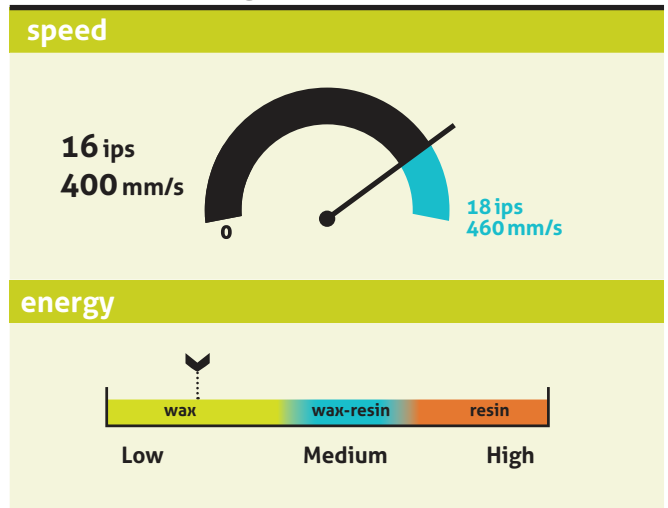 speed
16 ips
400 mm/s
0
18 ips
460 mm/s
energy
wax wax-resin resin
Low Medium High